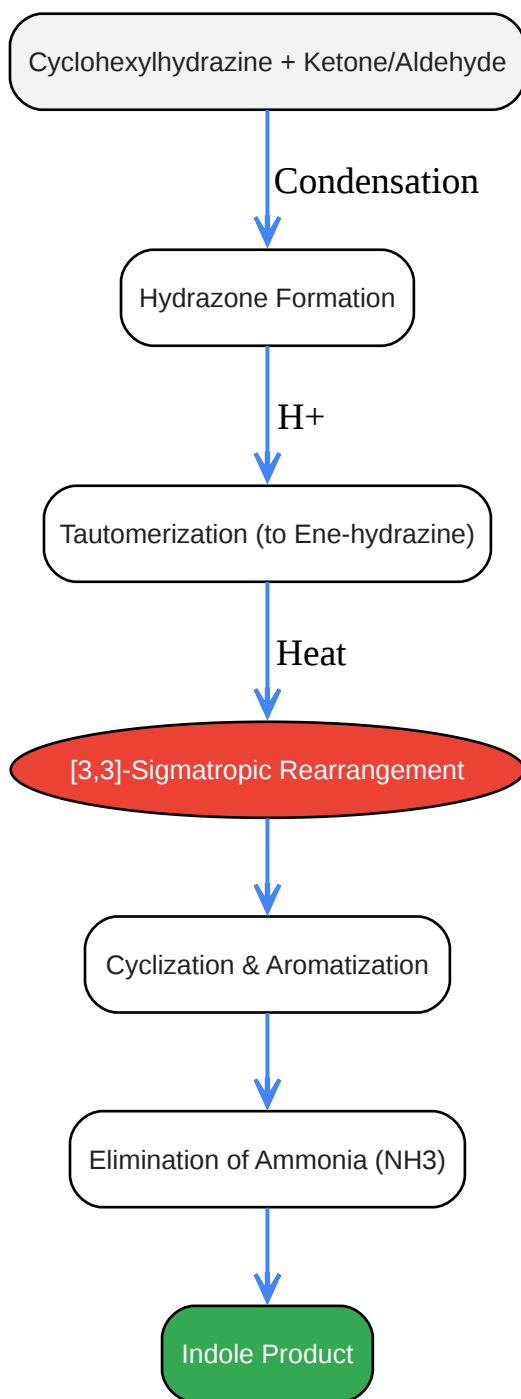 Cyclohexylhydrazine + Ketone/Aldehyde
Condensation
Hydrazone Formation
H+
Tautomerization (to Ene-hydrazine)
Heat
[3,3]-Sigmatropic Rearrangement
Cyclization & Aromatization
Elimination of Ammonia (NH3)
Indole Product